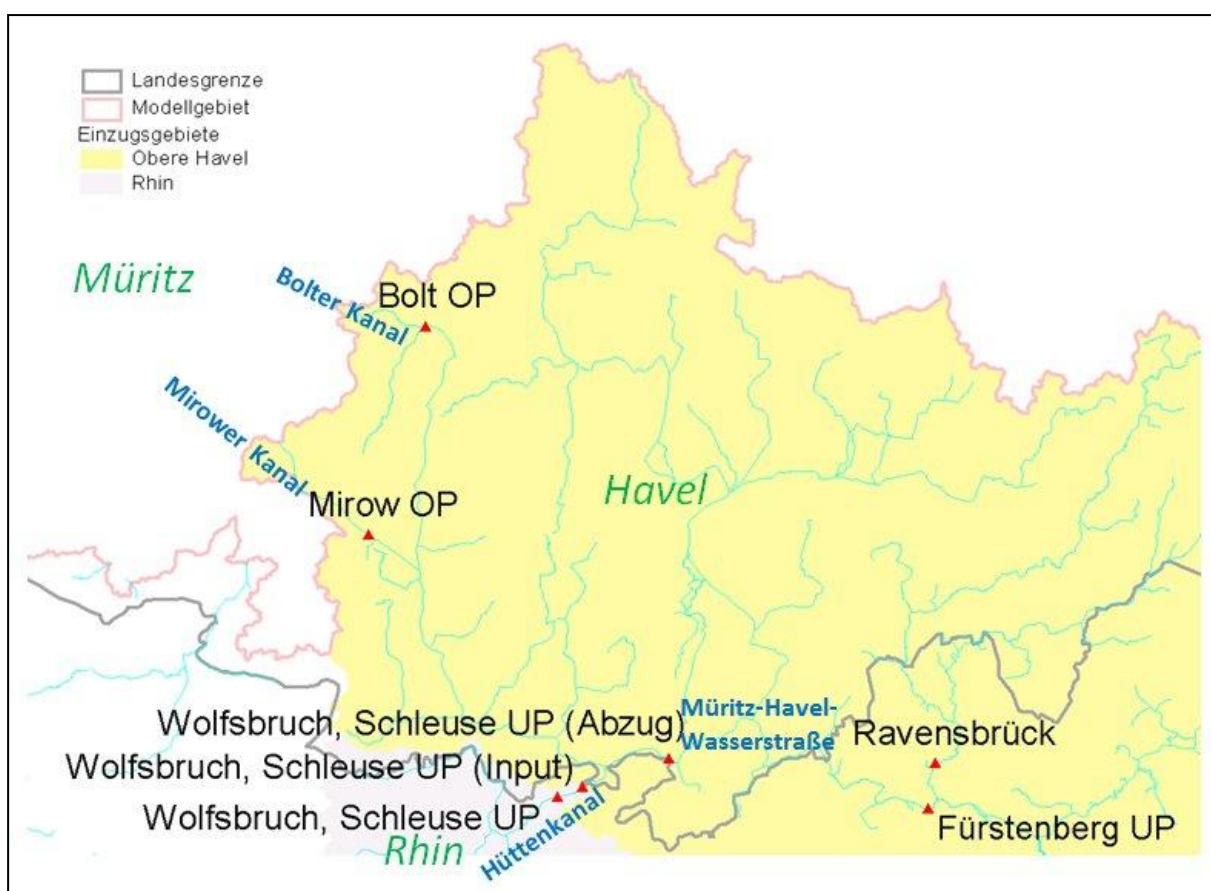 Landesgrenze
Modellgebiet
Einzugsgebiete
Obere Havel
Rhin
Müritz
Bolter Kanal
Bolt OP
Mirower Kanal
Mirow OP
Havel
Wolfsbruch, Schleuse UP (Abzug)
Müritz-Havel-
Wasserstraße
Ravensbrück
Wolfsbruch, Schleuse UP (Input)
Wolfsbruch, Schleuse UP
Hüttenkanal
Fürstenberg UP
Rhin